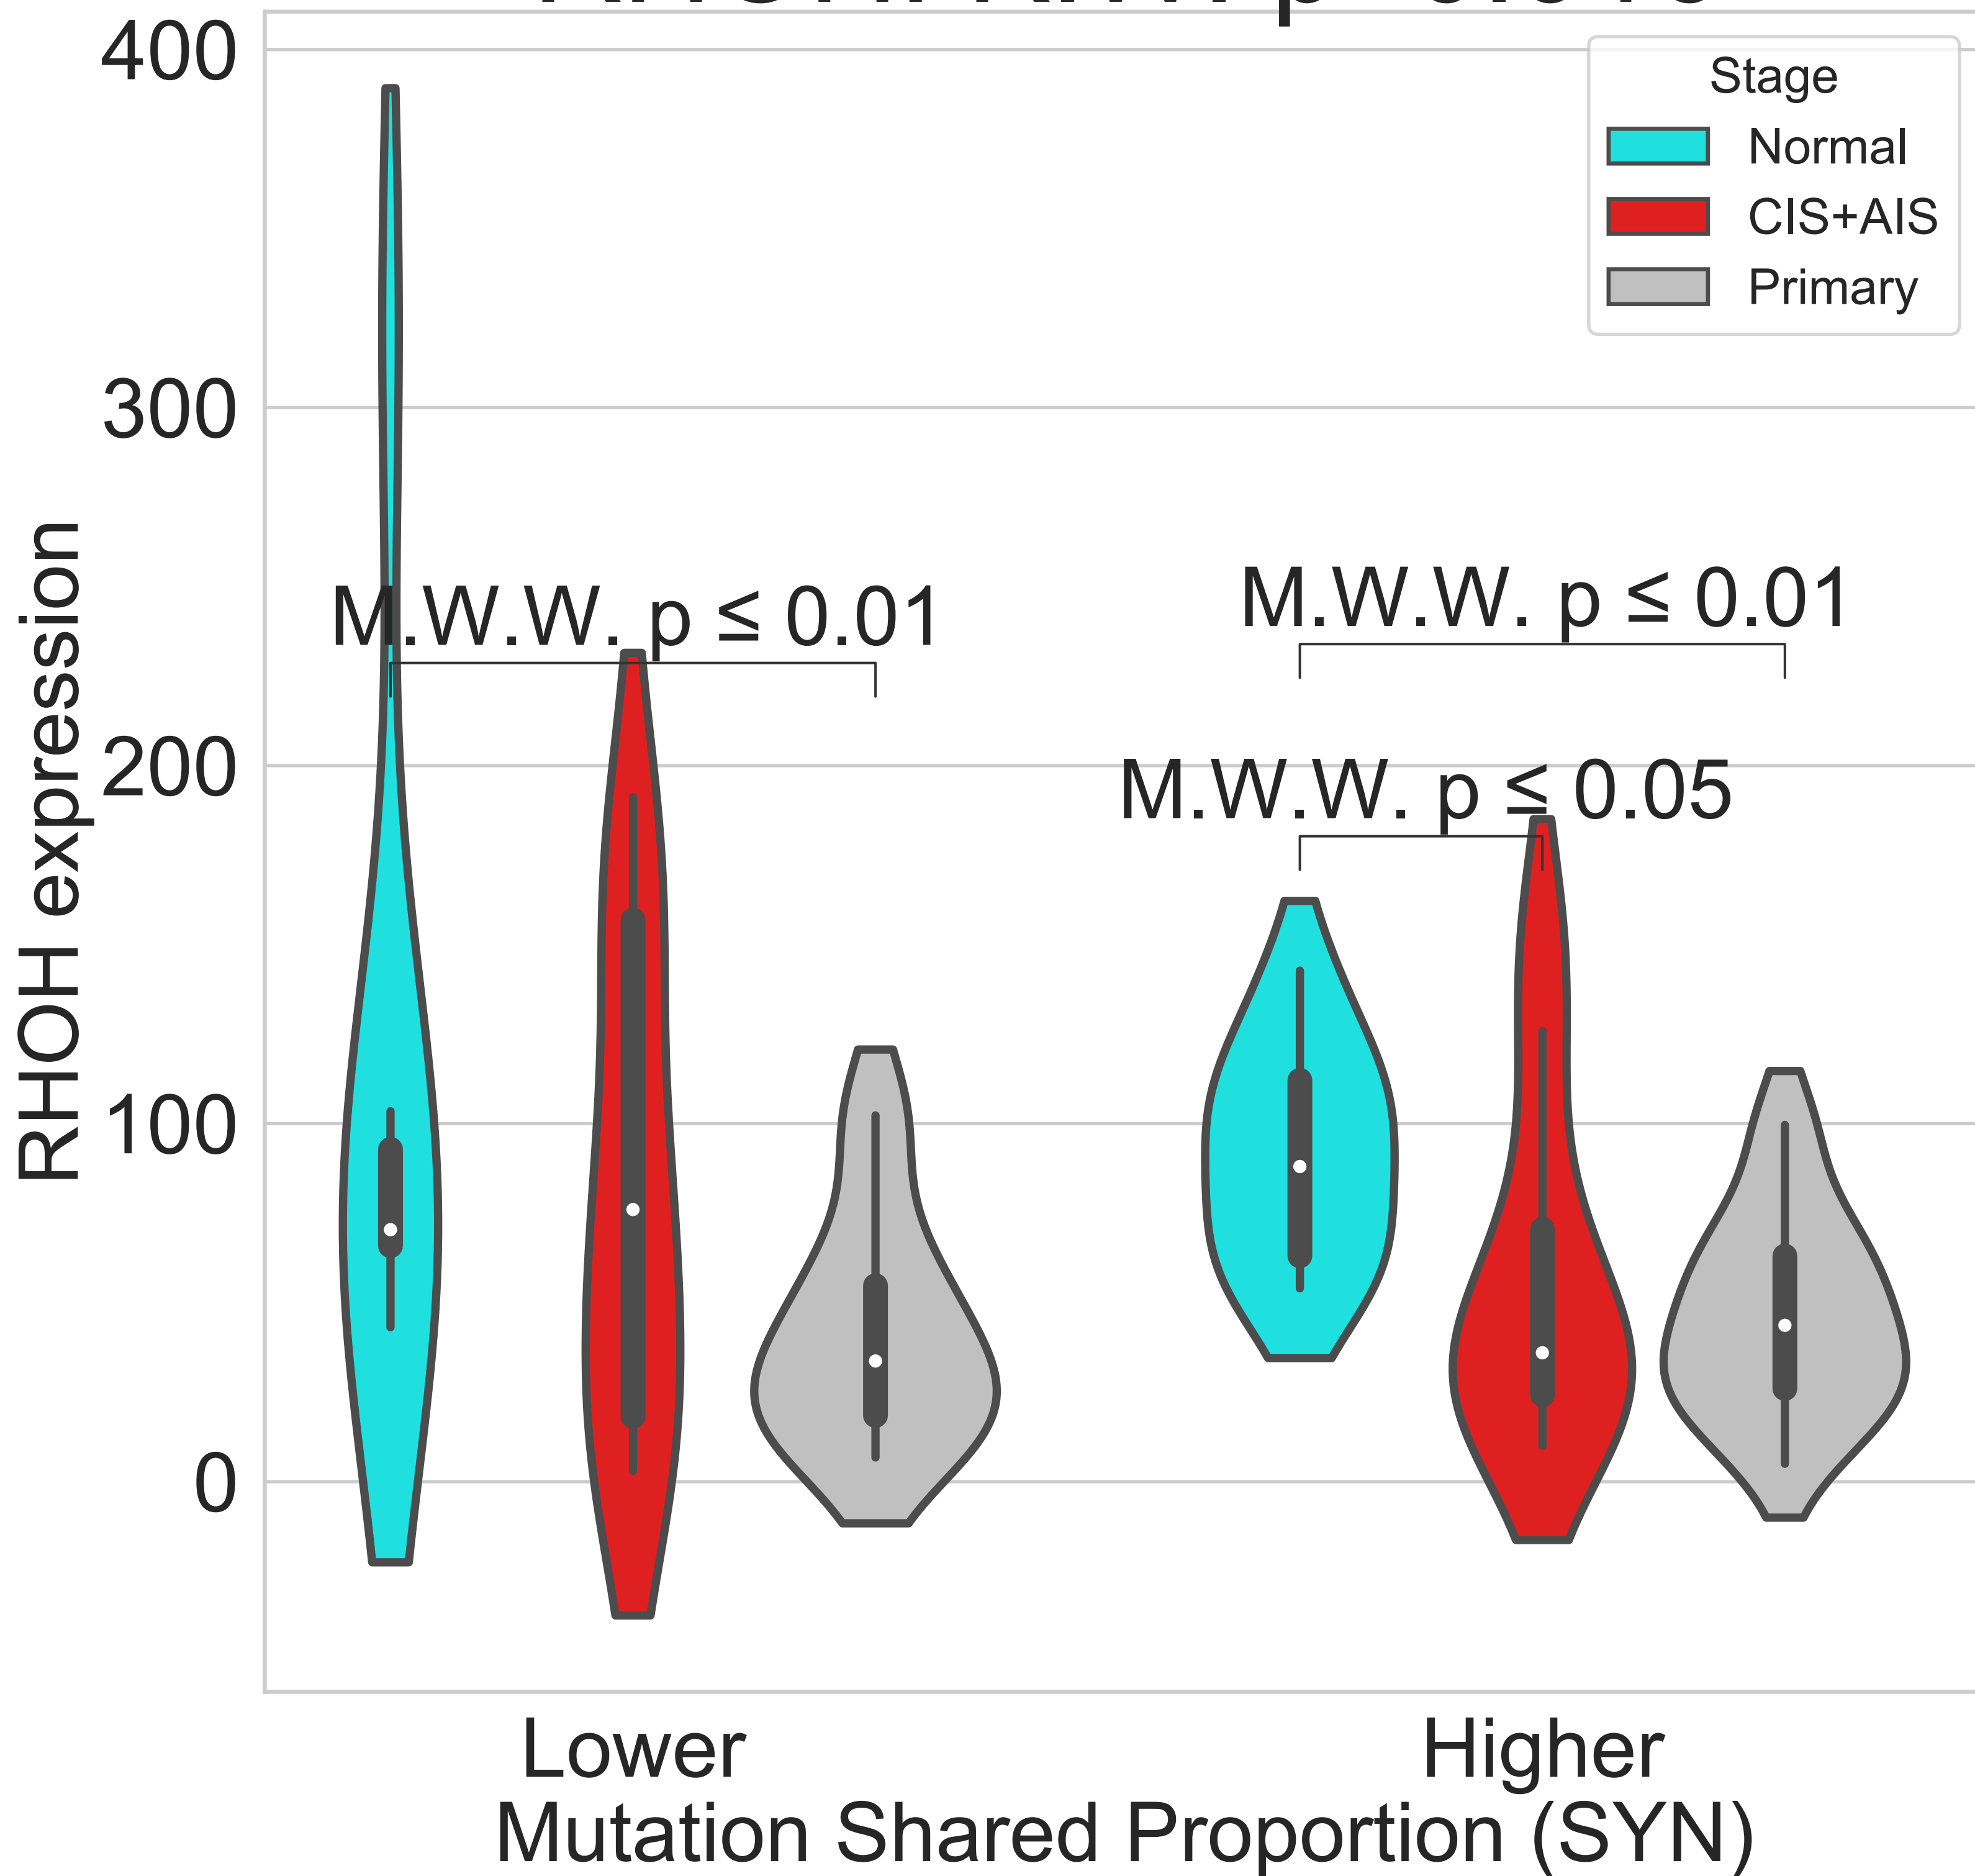 400
Stage
Normal
CIS+AIS
Primary
300
M.W.W. p ≤ 0.01
M.W.W. p ≤ 0.01
200
M.W.W. p ≤ 0.05
RHOH expression
100
0
Lower
Higher
Mutation Shared Proportion (SYN)